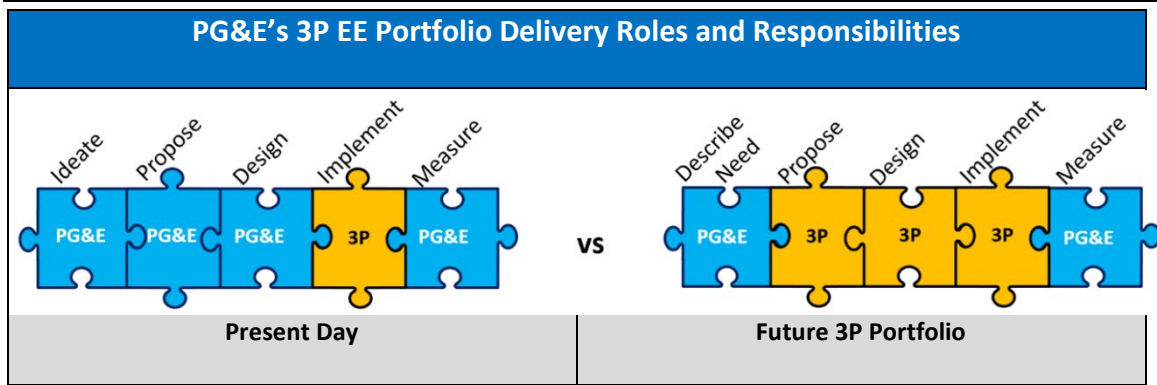 PG&E's 3P EE Portfolio Delivery Roles and Responsibilities
Ideate
Propose
Design
Implement
Measure
PG&E
PG&E
PG&E
3P
PG&E
vs
Describe
Need
Propose
Design
Implement
Measure
PG&E
3P
3P
3P
PG&E
Present Day
Future 3P Portfolio